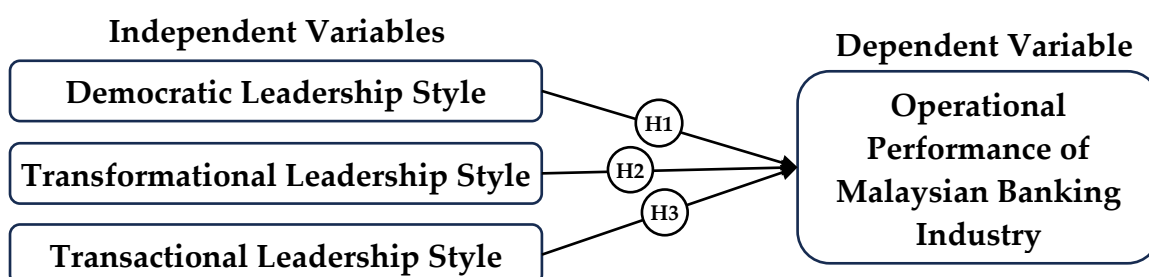 Independent Variables
Democratic Leadership Style
Transformational Leadership Style
Transactional Leadership Style
H1
H2
H3
Dependent Variable
Operational
Performance of
Malaysian Banking
Industry